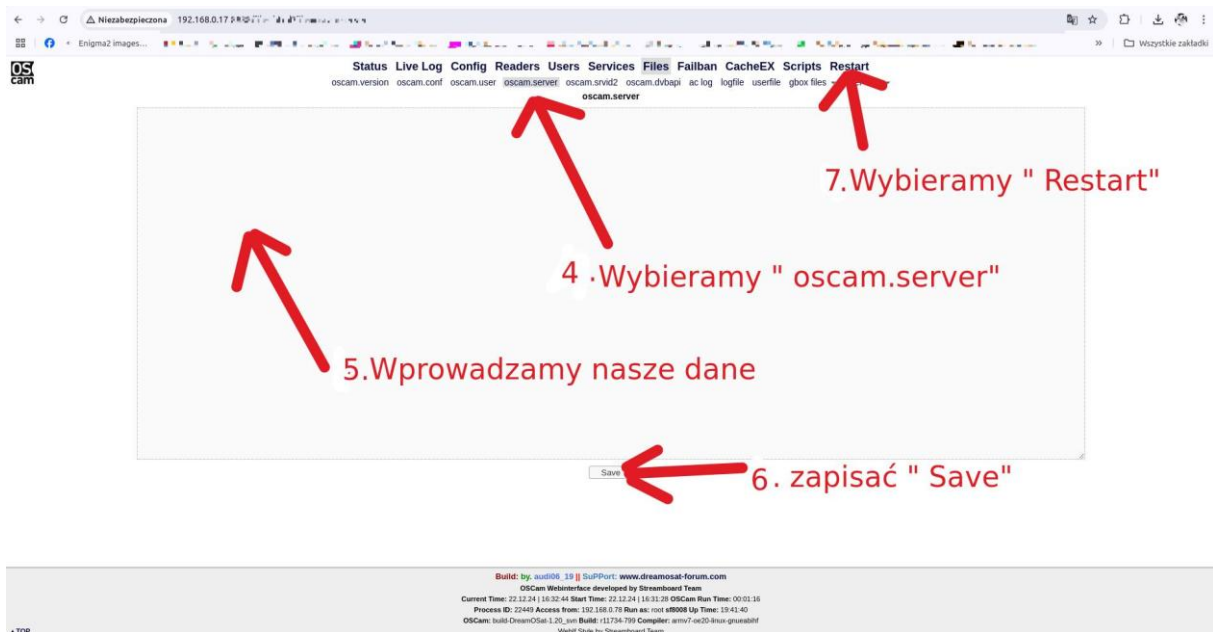 Niezabezpieczona 192.168.0.17
Enigma2 images...
Wszystkie zakładki
OS
cam
Status Live Log Config Readers Users Services Files Failban CacheEX Scripts Restart
oscam.version oscam.conf oscam.user oscam.server oscam.srvid2 oscam.dvbapi ac log logfile userfile gbox files
oscam.server
7.Wybieramy " Restart"
4 .Wybieramy " oscam.server"
5.Wprowadzamy nasze dane
Save
6. zapisać " Save"
Build: by. audi06_19 || SuPPort: www.dreamosat-forum.com
OSCam Webinterface developed by Streamboard Team
Current Time: 22.12.24 | 16:32:44 Start Time: 22.12.24 | 16:31:28 OSCam Run Time: 00:01:16
Process ID: 22449 Access from: 192.168.0.78 Run as: root sf8008 Up Time: 19:41:40
OSCam: build-DreamOSat-1.20_svn Build: r11734-799 Compiler: armv7-oe20-linux-gnueabihf
Webif Style by Streamboard Team
TOP